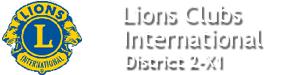 LIONS
L
INTERNATIONAL
Lions Clubs
International
District 2-X1